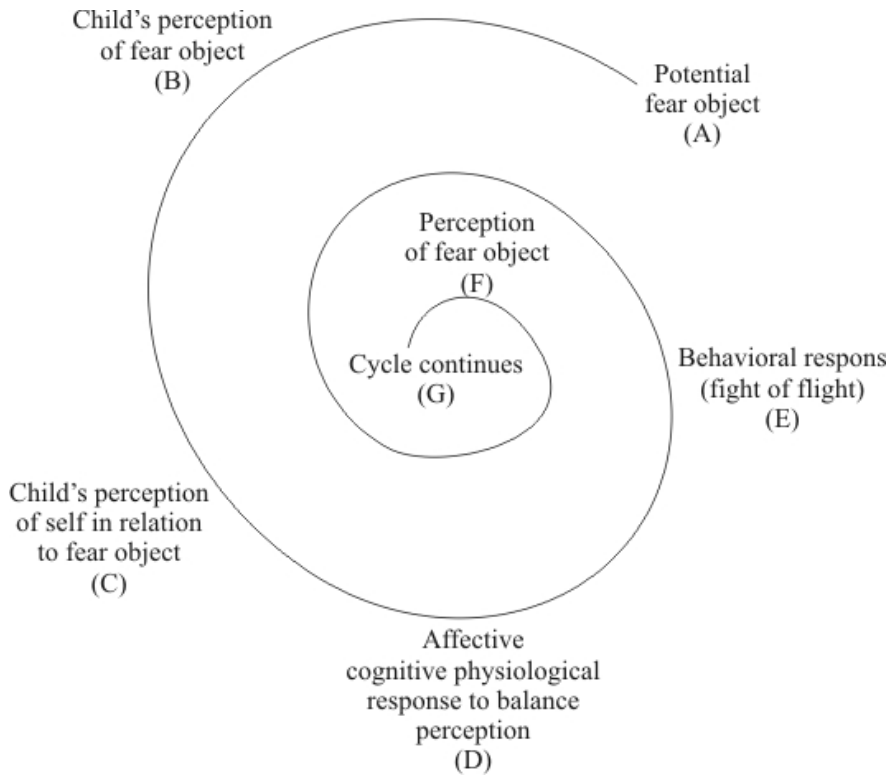 Child's perception
of fear object
(B)
Potential
fear object
(A)
Perception
of fear object
(F)
Cycle continues
(G)
Behavioral respons
(fight of flight)
(E)
Child's perception
of self in relation
to fear object
(C)
Affective
cognitive physiological
response to balance
perception
(D)